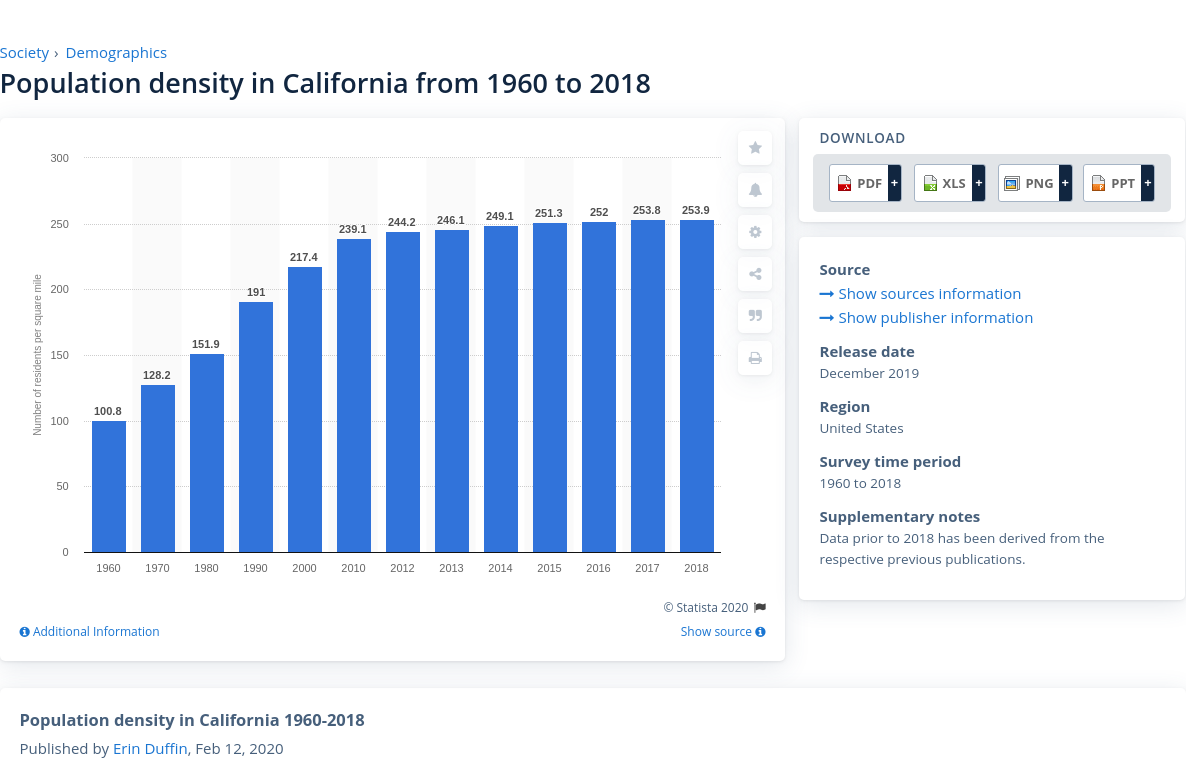 Society › Demographics
Population density in California from 1960 to 2018
300
250
200
150
100
50
0
Number of residents per square mile
100.8
128.2
151.9
191
217.4
239.1
244.2
246.1
249.1
251.3
252
253.8
253.9
1960 1970 1980 1990 2000 2010 2012 2013 2014 2015 2016 2017 2018
© Statista 2020
Additional Information
Show source
DOWNLOAD
PDF + XLS + PNG + PPT +
Source
Show sources information
Show publisher information
Release date
December 2019
Region
United States
Survey time period
1960 to 2018
Supplementary notes
Data prior to 2018 has been derived from the
respective previous publications.
Population density in California 1960-2018
Published by Erin Duffin, Feb 12, 2020